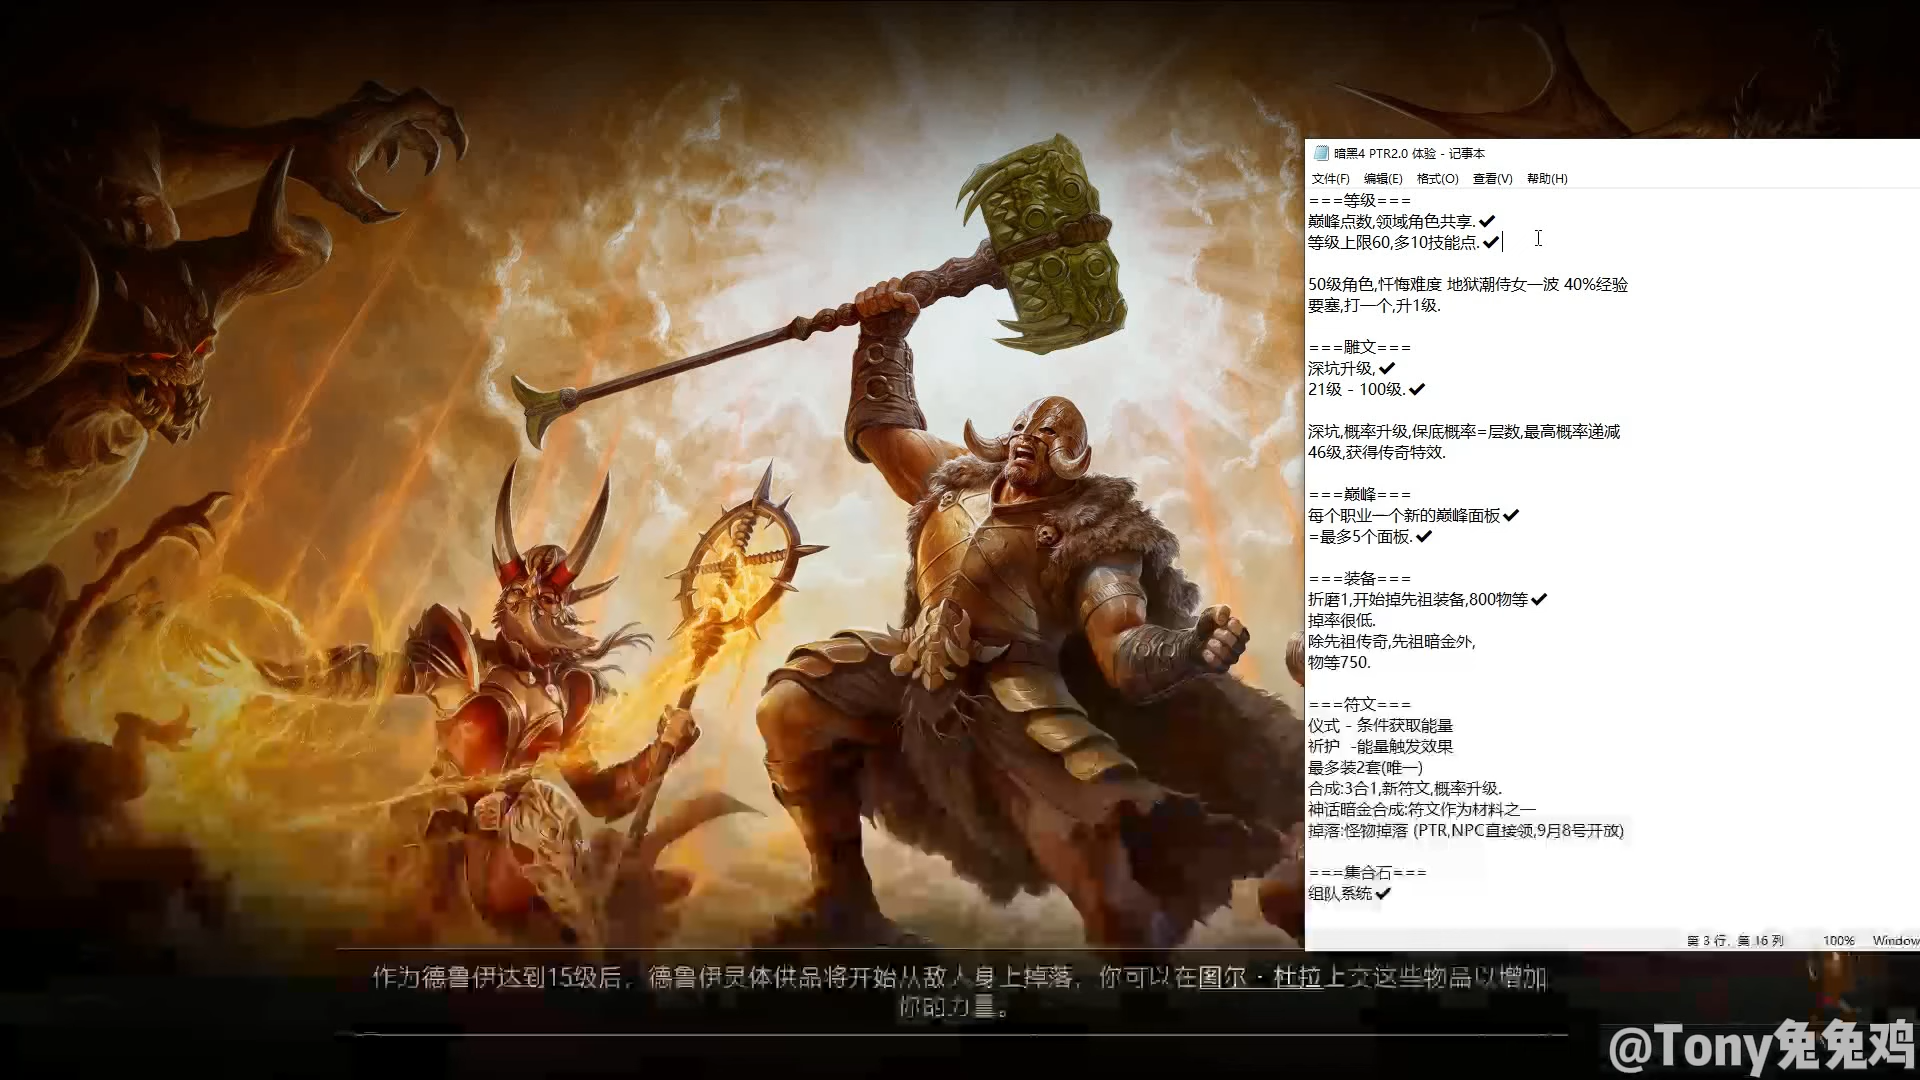 暗黑4 PTR2.0 体验 - 记事本
文件(F) 编辑(E) 格式(O) 查看(V) 帮助(H)
===等级===
巅峰点数,领域角色共享.✔
等级上限60,多10技能点.✔
50级角色,忏悔难度 地狱潮侍女一波 40%经验
要塞,打一个,升1级.
===雕文===
深坑升级,✔
21级 - 100级.✔
深坑,概率升级,保底概率=层数,最高概率递减
46级,获得传奇特效.
===巅峰===
每个职业一个新的巅峰面板✔
=最多5个面板.✔
===装备===
折磨1,开始掉先祖装备,800物等✔
掉率很低.
除先祖传奇,先祖暗金外,
物等750.
===符文===
仪式 - 条件获取能量
祈护  -能量触发效果
最多装2套(唯一)
合成:3合1,新符文,概率升级.
神话暗金合成:符文作为材料之一
掉落:怪物掉落 (PTR,NPC直接领,9月8号开放)
===集合石===
组队系统✔
第 3 行，第 16 列 100% Window
作为德鲁伊达到15级后，德鲁伊灵体供品将开始从敌人身上掉落，你可以在图尔·杜拉上交这些物品以增加
你的力量。
@Tony兔兔鸡